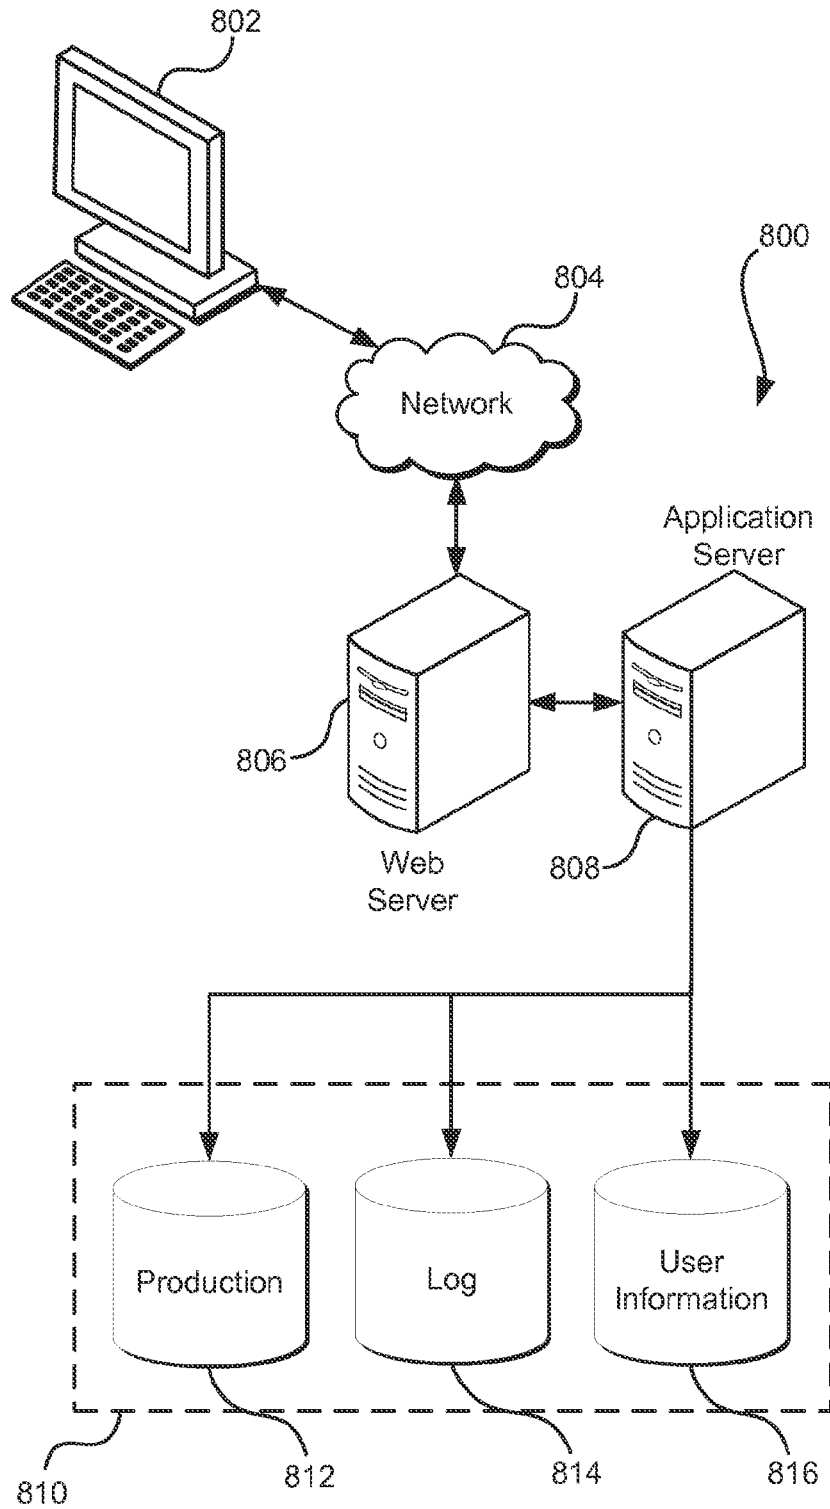 802
800
804
Network
Application
Server
806
Web
Server
808
Production
Log
User
Information
810
812
814
816